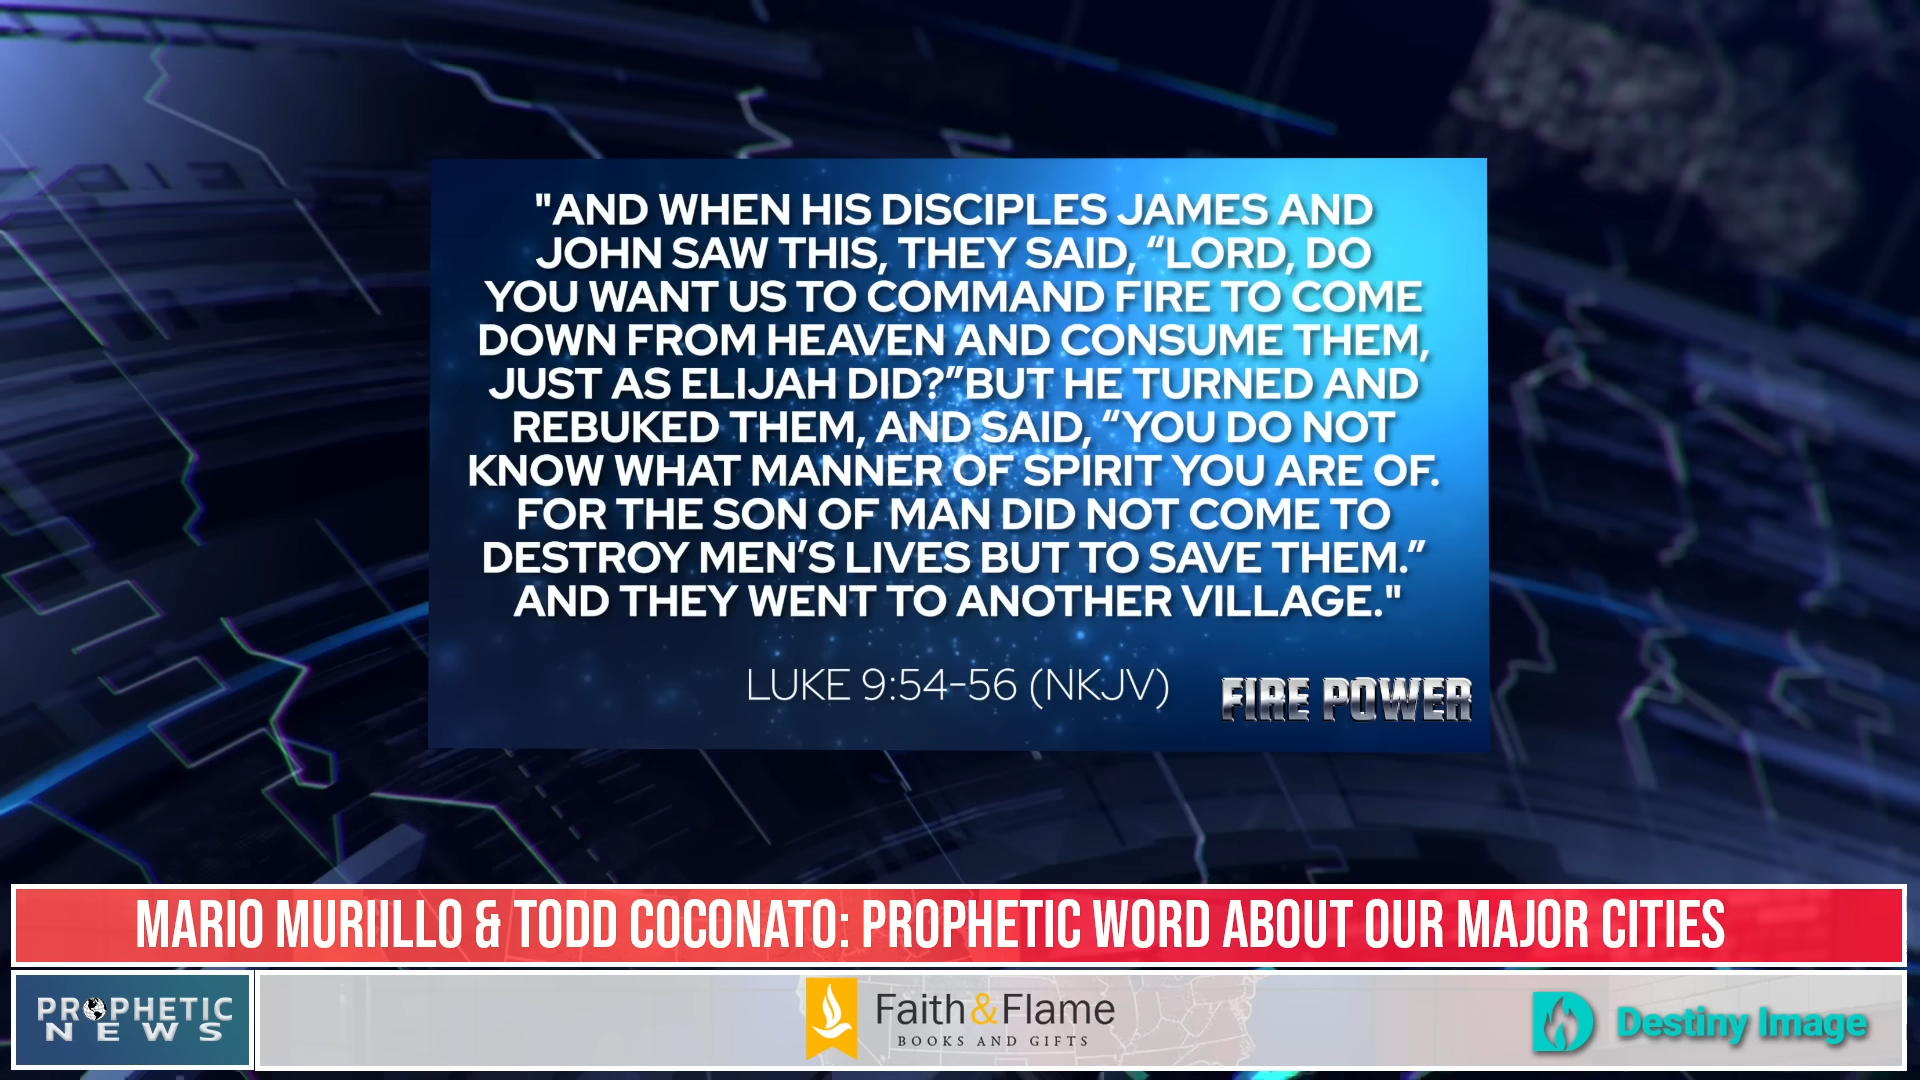 "AND WHEN HIS DISCIPLES JAMES AND
JOHN SAW THIS, THEY SAID, “LORD, DO
YOU WANT US TO COMMAND FIRE TO COME
DOWN FROM HEAVEN AND CONSUME THEM,
JUST AS ELIJAH DID?”BUT HE TURNED AND
REBUKED THEM, AND SAID, “YOU DO NOT
KNOW WHAT MANNER OF SPIRIT YOU ARE OF.
FOR THE SON OF MAN DID NOT COME TO
DESTROY MEN’S LIVES BUT TO SAVE THEM.”
AND THEY WENT TO ANOTHER VILLAGE."
LUKE 9:54-56 (NKJV)
FIRE POWER
MARIO MURIILLO & TODD COCONATO: PROPHETIC WORD ABOUT OUR MAJOR CITIES
PROPHETIC
NEWS
Faith&Flame
BOOKS AND GIFTS
Destiny Image